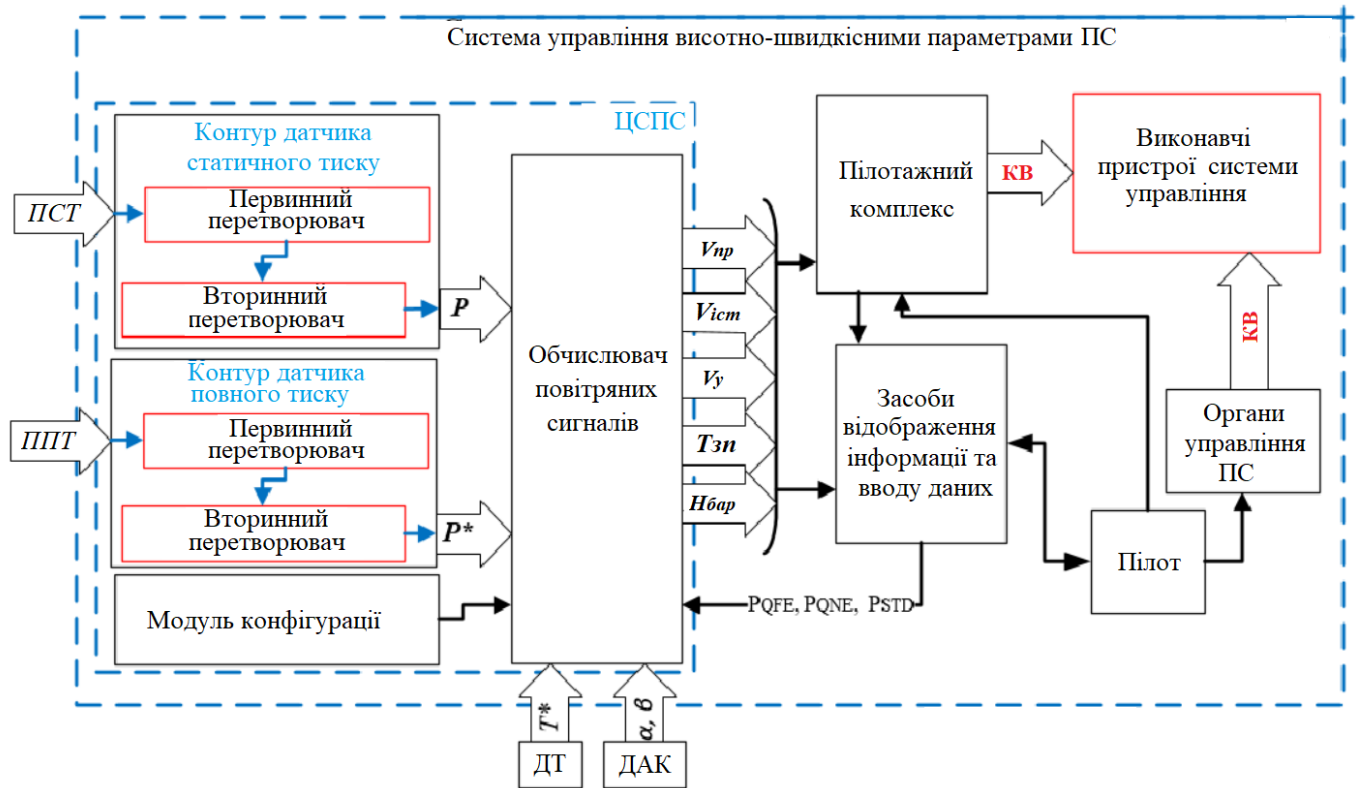 Система управління висотно-швидкісними параметрами ПС
ЦСПС
Контур датчика
статичного тиску
ПСТ
Первинний
перетворювач
Вторинний
перетворювач
P
Контур датчика
повного тиску
ППТ
Первинний
перетворювач
Вторинний
перетворювач
P*
Модуль конфігурації
Обчислювач
повітряних
сигналів
Vпр
Vіст
Vy
Tзп
Hбар
Пілотажний
комплекс
КВ
Виконавчі
пристрої системи
управління
КВ
Засоби
відображення
інформації та
вводу даних
Органи
управління
ПС
Пілот
PQFE, PQNE, PSTD
T*
α, β
ДТ
ДАК